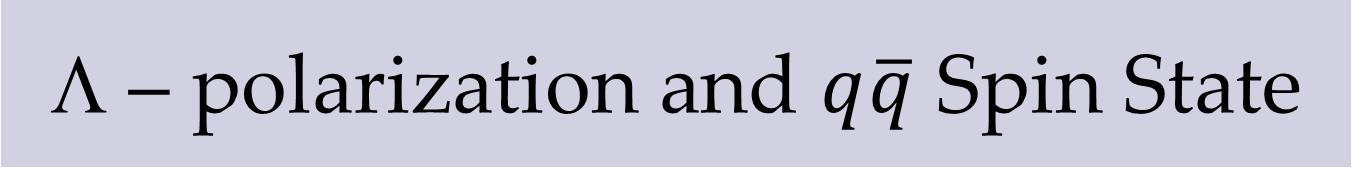 Λ – polarization and qq̅ Spin State